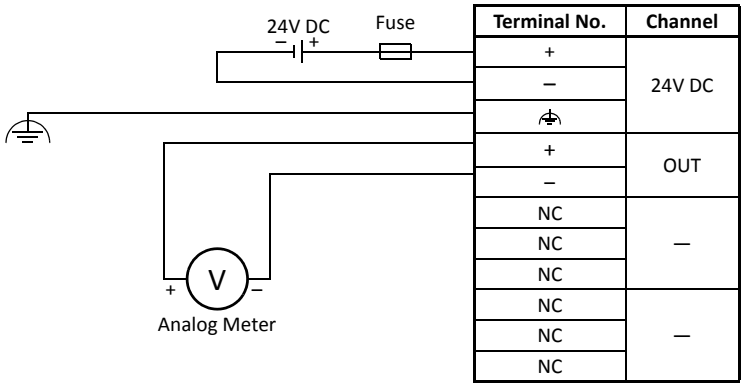 24V DC
− +
Fuse
Terminal No. Channel
+
−
24V DC
+
−
OUT
NC
NC
NC
—
NC
NC
NC
—
+ V −
Analog Meter